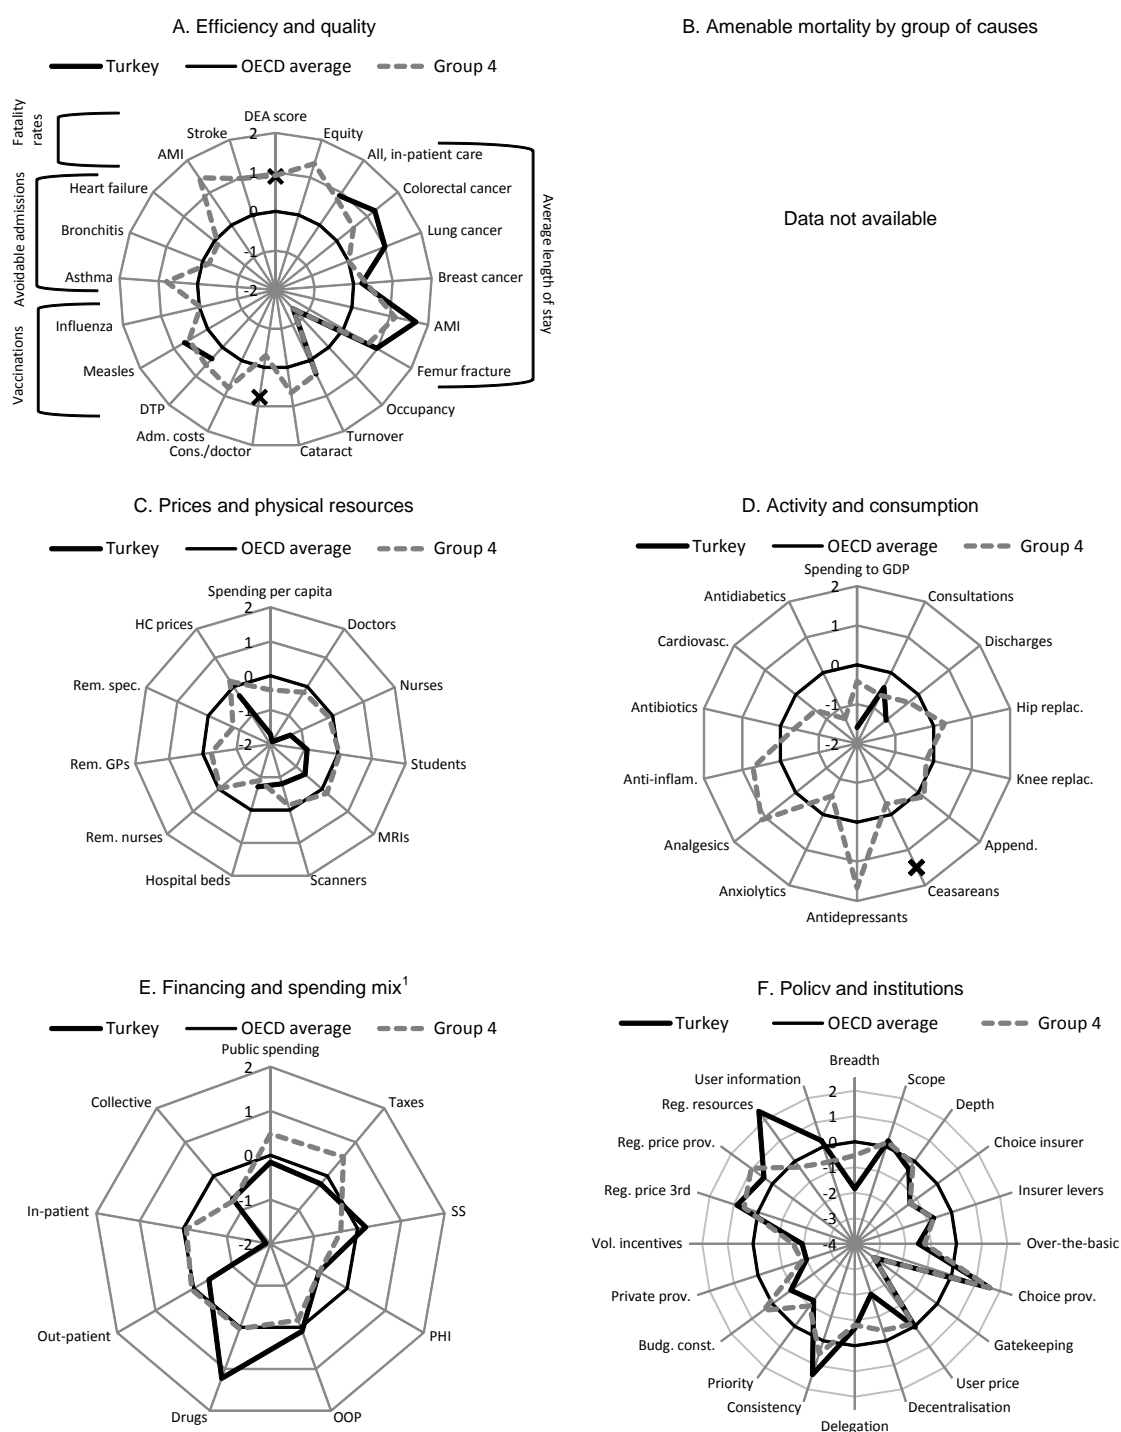 A. Efficiency and quality
Turkey
OECD average
Group 4
Fatality rates
Avoidable admissions
Vaccinations
Average length of stay
DEA score
Equity
All, in-patient care
Colorectal cancer
Lung cancer
Breast cancer
AMI
Femur fracture
Occupancy
Turnover
Cataract
Cons./doctor
Adm. costs
DTP
Measles
Influenza
Asthma
Bronchitis
Heart failure
AMI
Stroke
2
1
0
-1
-2
B. Amenable mortality by group of causes
Data not available
C. Prices and physical resources
Turkey
OECD average
Group 4
Spending per capita
Doctors
Nurses
Students
MRIs
Scanners
Hospital beds
Rem. nurses
Rem. GPs
Rem. spec.
HC prices
2
1
0
-1
-2
D. Activity and consumption
Turkey
OECD average
Group 4
Spending to GDP
Consultations
Discharges
Hip replac.
Knee replac.
Append.
Ceasareans
Antidepressants
Anxiolytics
Analgesics
Anti-inflam.
Antibiotics
Cardiovasc.
Antidiabetics
2
1
0
-1
-2
E. Financing and spending mix1
Turkey
OECD average
Group 4
Public spending
Taxes
SS
PHI
OOP
Drugs
Out-patient
In-patient
Collective
2
1
0
-1
-2
F. Policy and institutions
Turkey
OECD average
Group 4
Breadth
Scope
Depth
Choice insurer
Insurer levers
Over-the-basic
Choice prov.
Gatekeeping
User price
Decentralisation
Delegation
Consistency
Priority
Budg. const.
Private prov.
Vol. incentives
Reg. price 3rd
Reg. price prov.
Reg. resources
User information
2
1
0
-1
-2
-3
-4